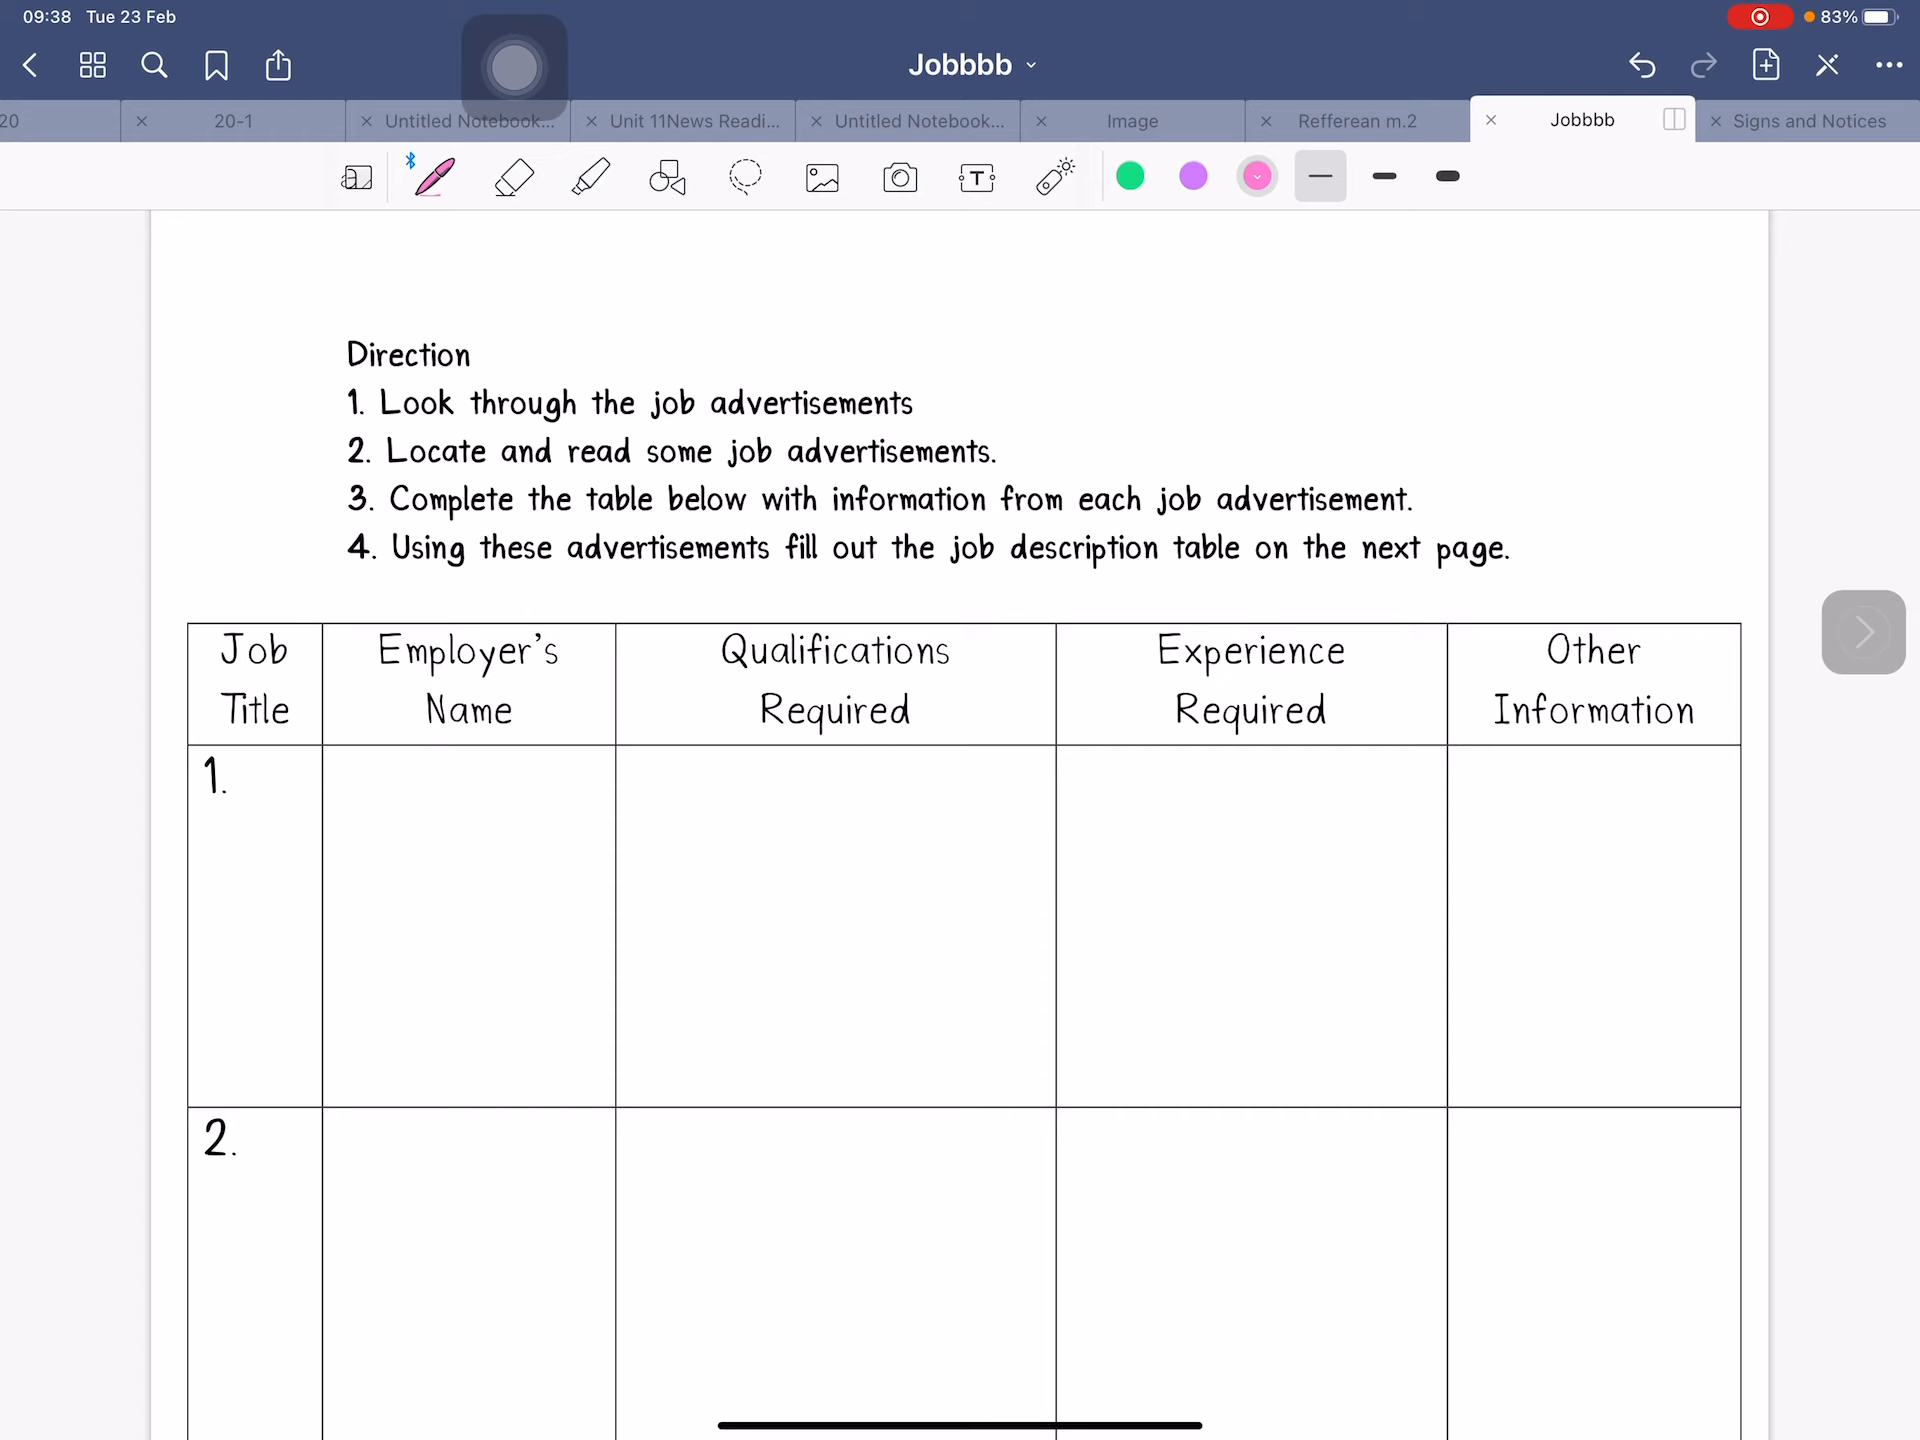 09:38 Tue 23 Feb
83%
Jobbbb
20
20-1
Untitled Notebook...
Unit 11News Readi...
Untitled Notebook...
Image
Refferean m.2
Jobbbb
Signs and Notices
Direction
1. Look through the job advertisements
2. Locate and read some job advertisements.
3. Complete the table below with information from each job advertisement.
4. Using these advertisements fill out the job description table on the next page.
Job Title
Employer's Name
Qualifications Required
Experience Required
Other Information
1.
2.